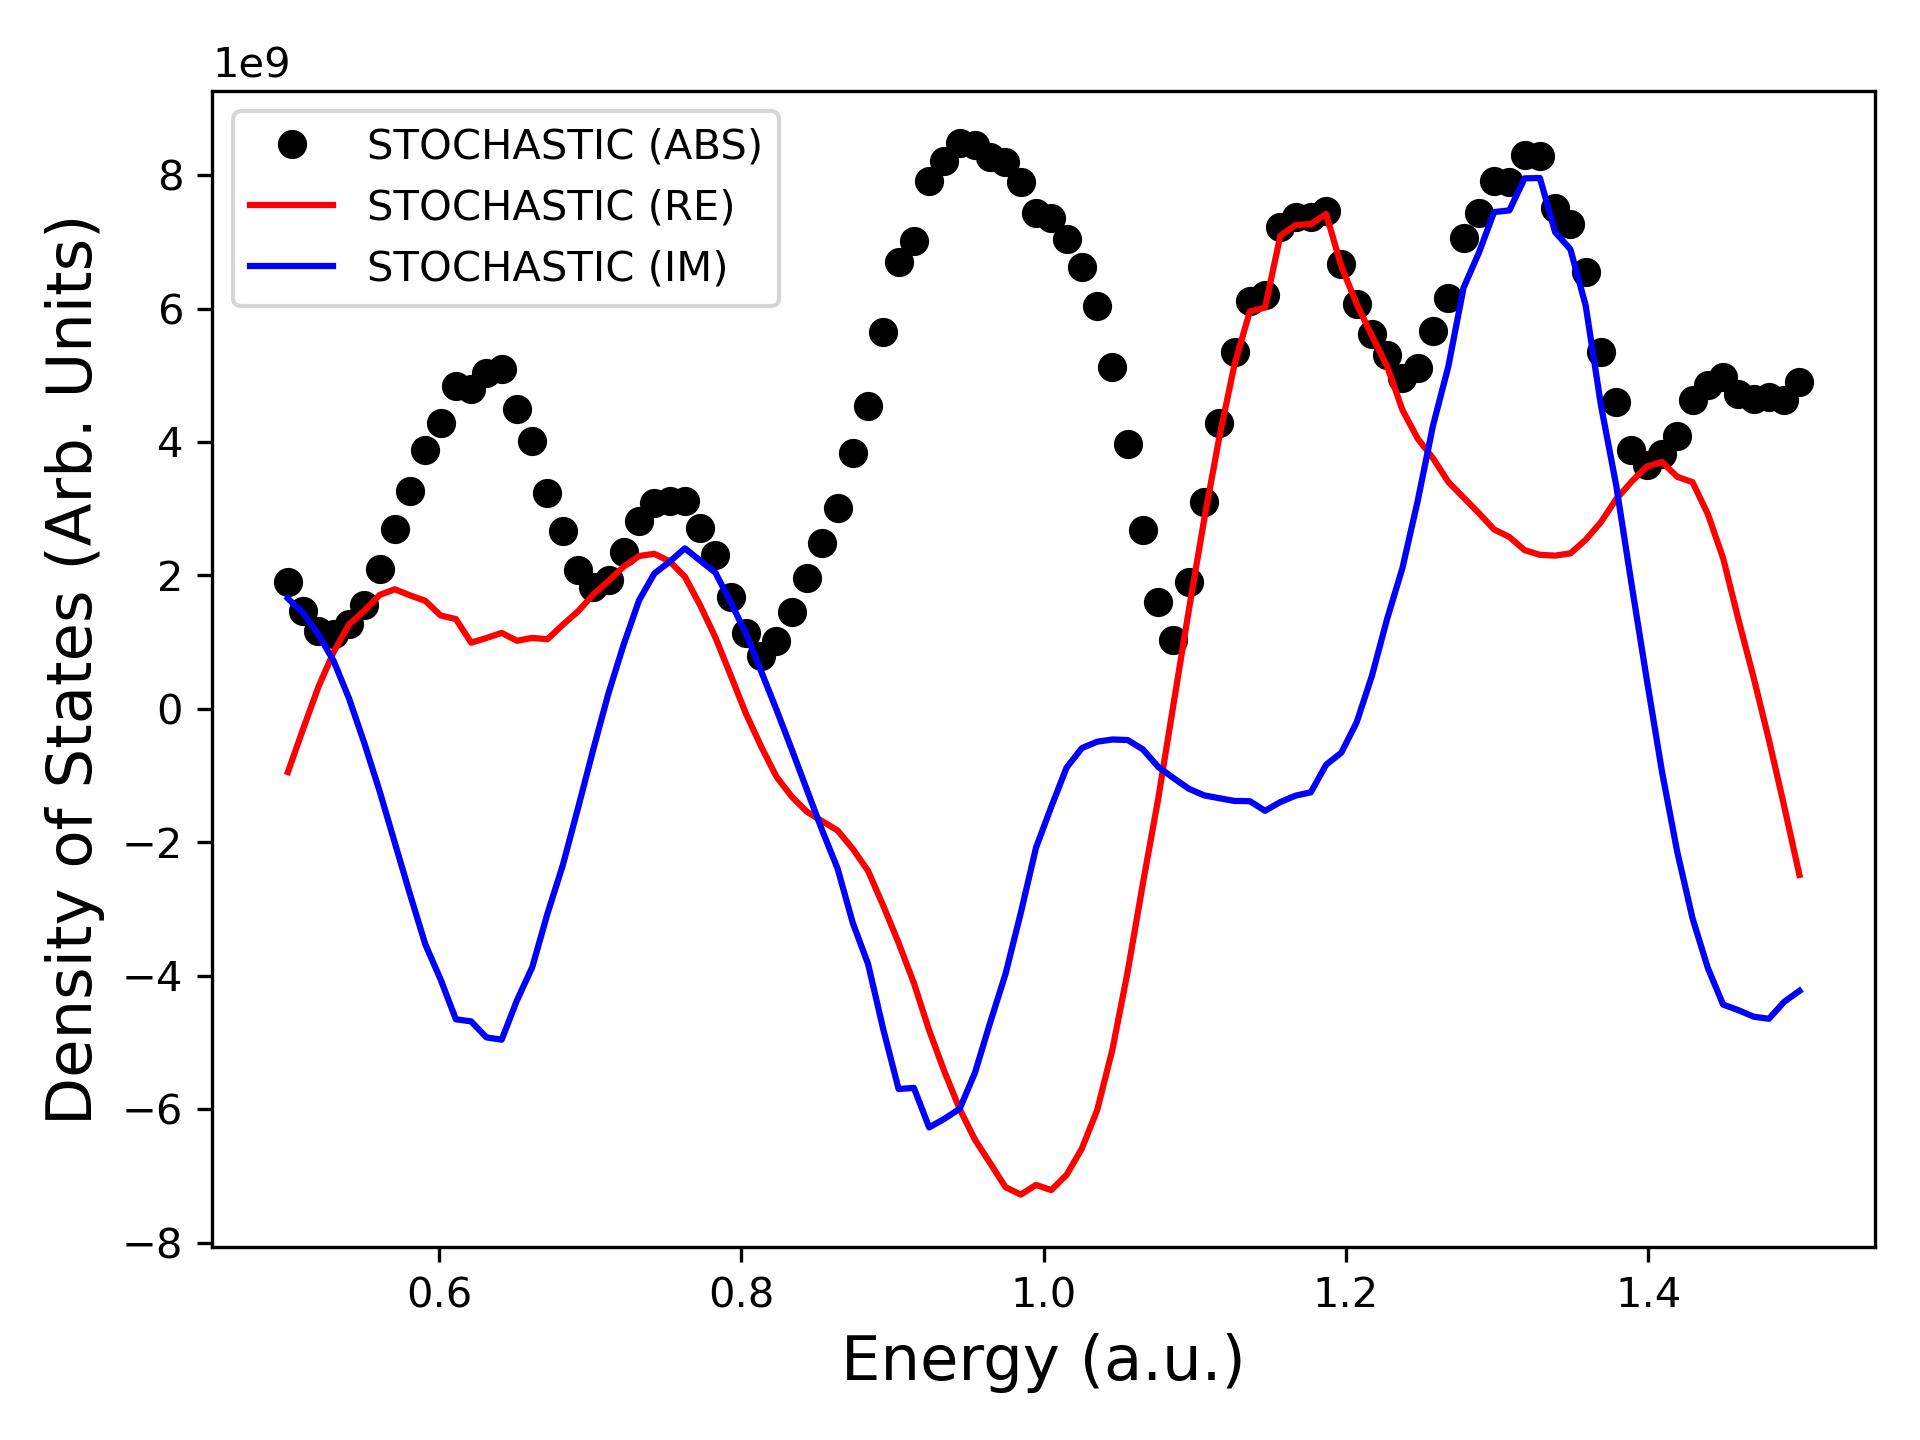 1e9
STOCHASTIC (ABS)
STOCHASTIC (RE)
STOCHASTIC (IM)
Density of States (Arb. Units)
8
6
4
2
0
−2
−4
−6
−8
0.6 0.8 1.0 1.2 1.4
Energy (a.u.)